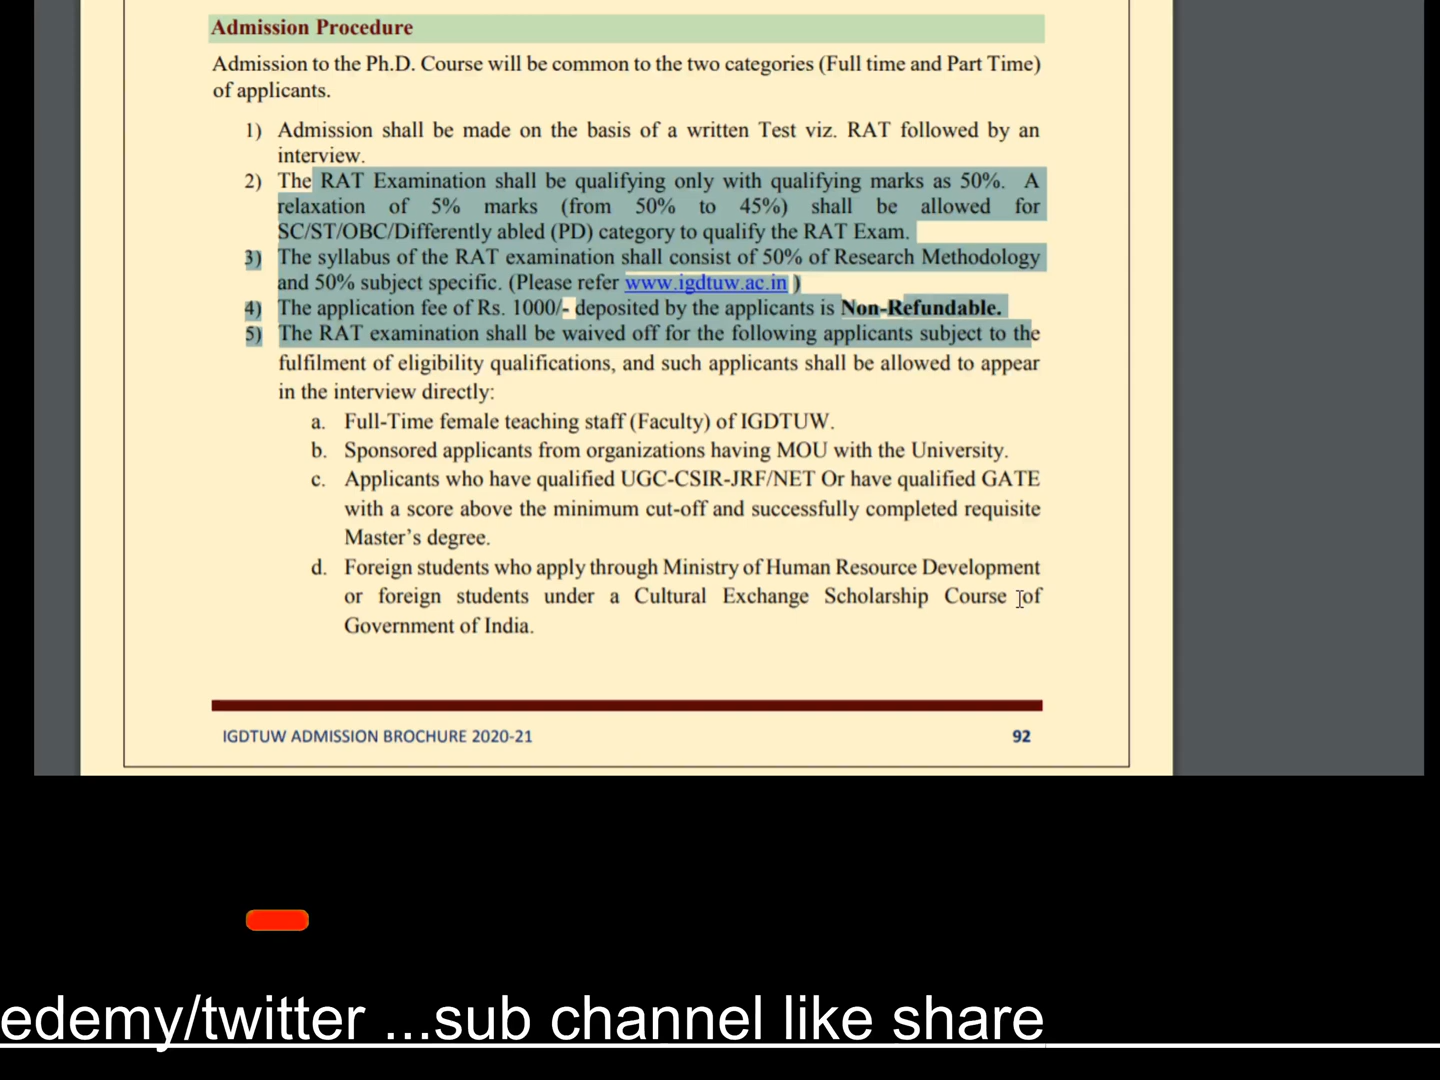 Admission Procedure
Admission to the Ph.D. Course will be common to the two categories (Full time and Part Time)
of applicants.
1) Admission shall be made on the basis of a written Test viz. RAT followed by an
interview.
2) The RAT Examination shall be qualifying only with qualifying marks as 50%. A
relaxation of 5% marks (from 50% to 45%) shall be allowed for
SC/ST/OBC/Differently abled (PD) category to qualify the RAT Exam.
3) The syllabus of the RAT examination shall consist of 50% of Research Methodology
and 50% subject specific. (Please refer www.igdtuw.ac.in )
4) The application fee of Rs. 1000/- deposited by the applicants is Non-Refundable.
5) The RAT examination shall be waived off for the following applicants subject to the
fulfilment of eligibility qualifications, and such applicants shall be allowed to appear
in the interview directly:
a. Full-Time female teaching staff (Faculty) of IGDTUW.
b. Sponsored applicants from organizations having MOU with the University.
c. Applicants who have qualified UGC-CSIR-JRF/NET Or have qualified GATE
with a score above the minimum cut-off and successfully completed requisite
Master’s degree.
d. Foreign students who apply through Ministry of Human Resource Development
or foreign students under a Cultural Exchange Scholarship Course of
Government of India.
IGDTUW ADMISSION BROCHURE 2020-21 92
edemy/twitter ...sub channel like share